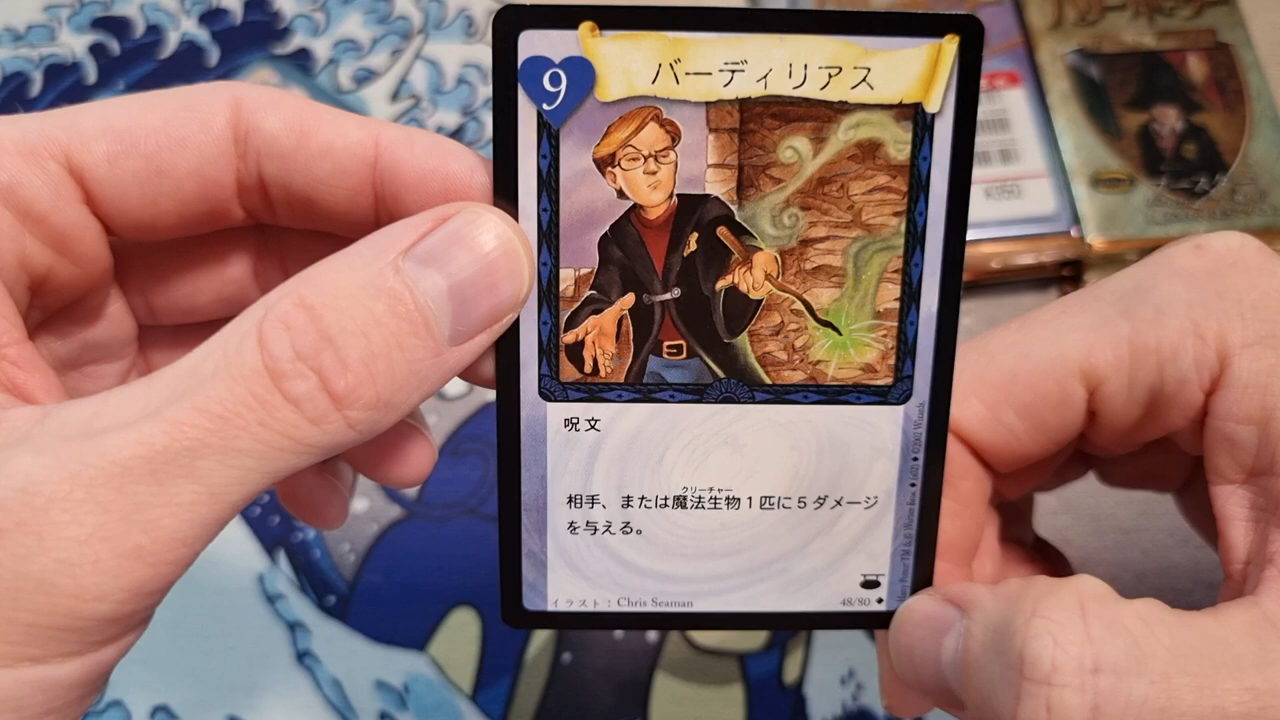 9
バーディリアス
呪文
クリーチャー
相手、または魔法生物1匹に5ダメージ
を与える。
イラスト：Chris Seaman
48/80
¥350